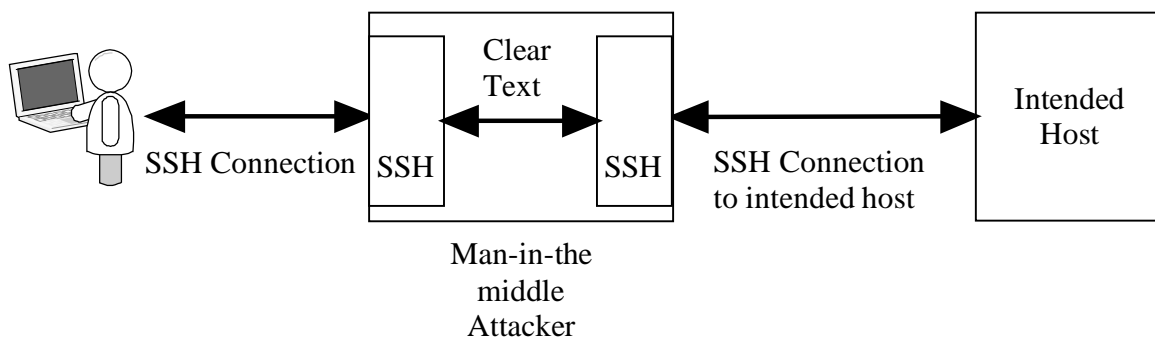 Clear
Text
SSH Connection
SSH
SSH
SSH Connection
to intended host
Intended
Host
Man-in-the
middle
Attacker